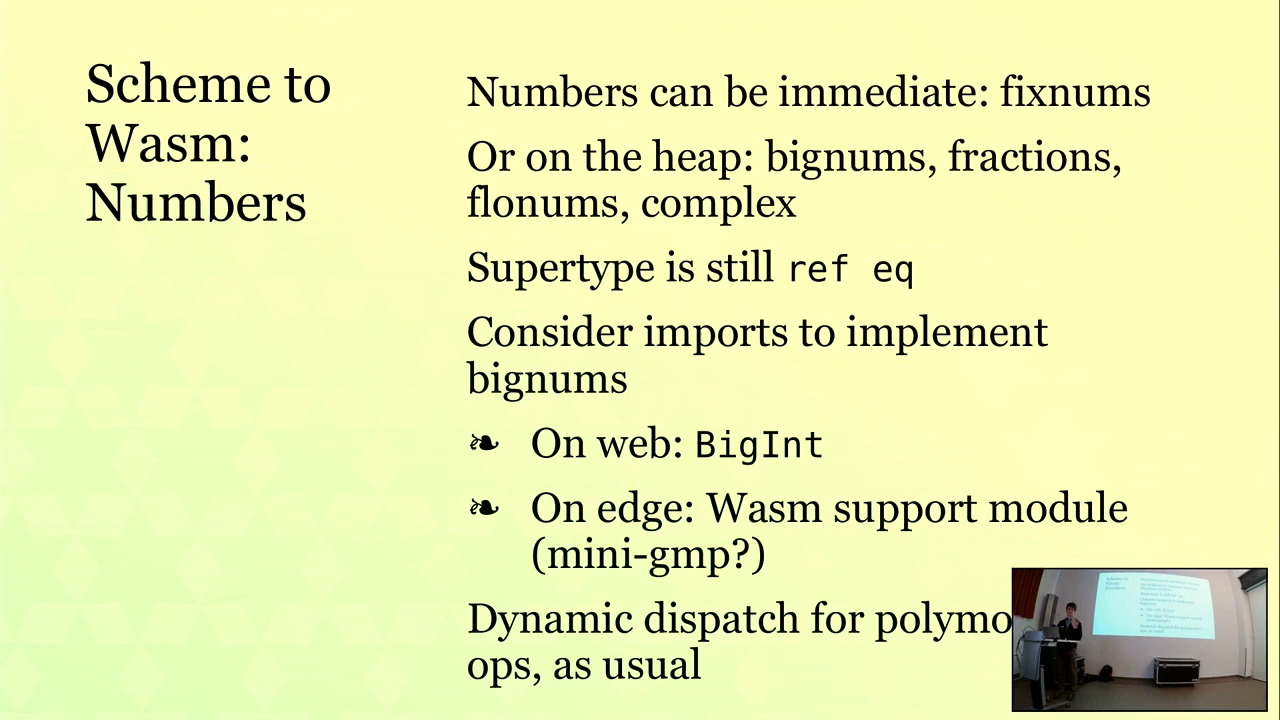 Scheme to
Wasm:
Numbers
Numbers can be immediate: fixnums
Or on the heap: bignums, fractions,
flonums, complex
Supertype is still ref eq
Consider imports to implement
bignums
❧ On web: BigInt
❧ On edge: Wasm support module
(mini-gmp?)
Dynamic dispatch for polymo
ops, as usual